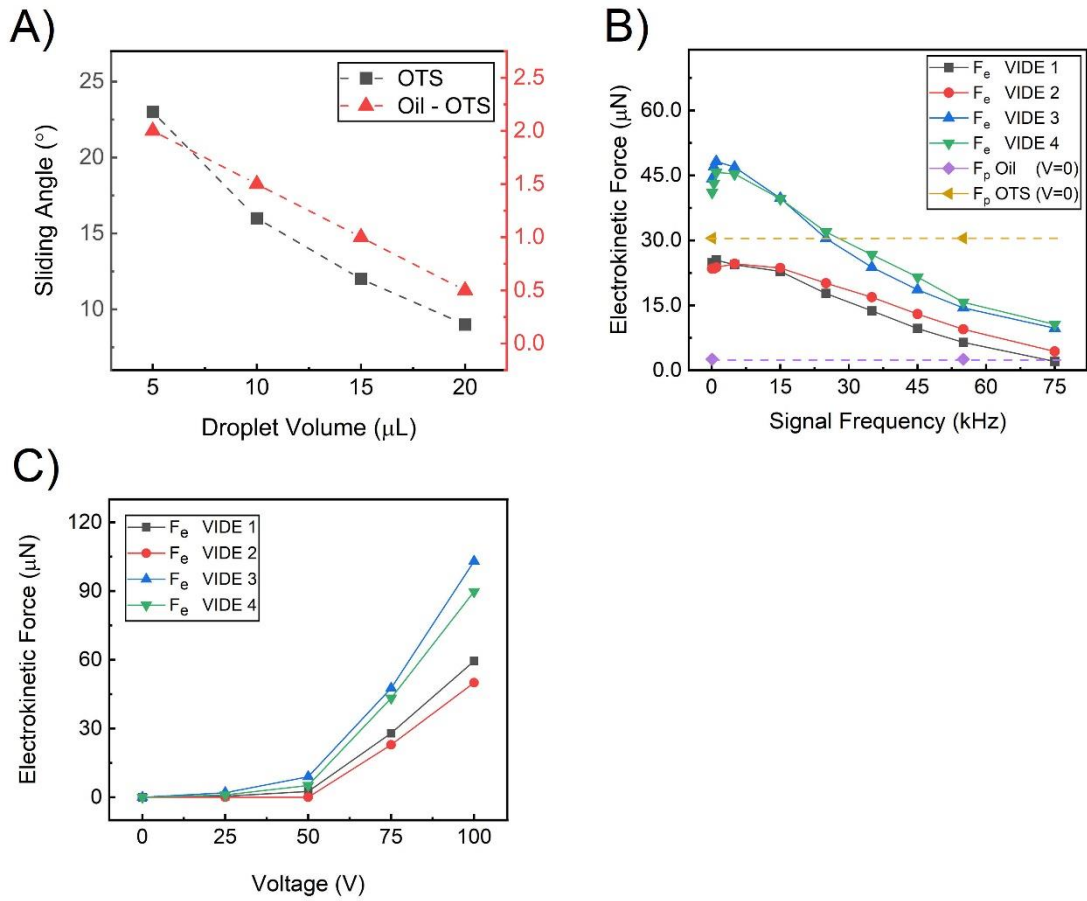 A)
25
20
15
10
Sliding Angle (°)
OTS
Oil - OTS
2.5
2.0
1.5
1.0
0.5
0.0
5 10 15 20
Droplet Volume (μL)
B)
60.0
45.0
30.0
15.0
0.0
Electrokinetic Force (μN)
Fe VIDE 1
Fe VIDE 2
Fe VIDE 3
Fe VIDE 4
Fp Oil (V=0)
Fp OTS (V=0)
0 15 30 45 60 75
Signal Frequency (kHz)
C)
120
90
60
30
0
Electrokinetic Force (μN)
Fe VIDE 1
Fe VIDE 2
Fe VIDE 3
Fe VIDE 4
0 25 50 75 100
Voltage (V)